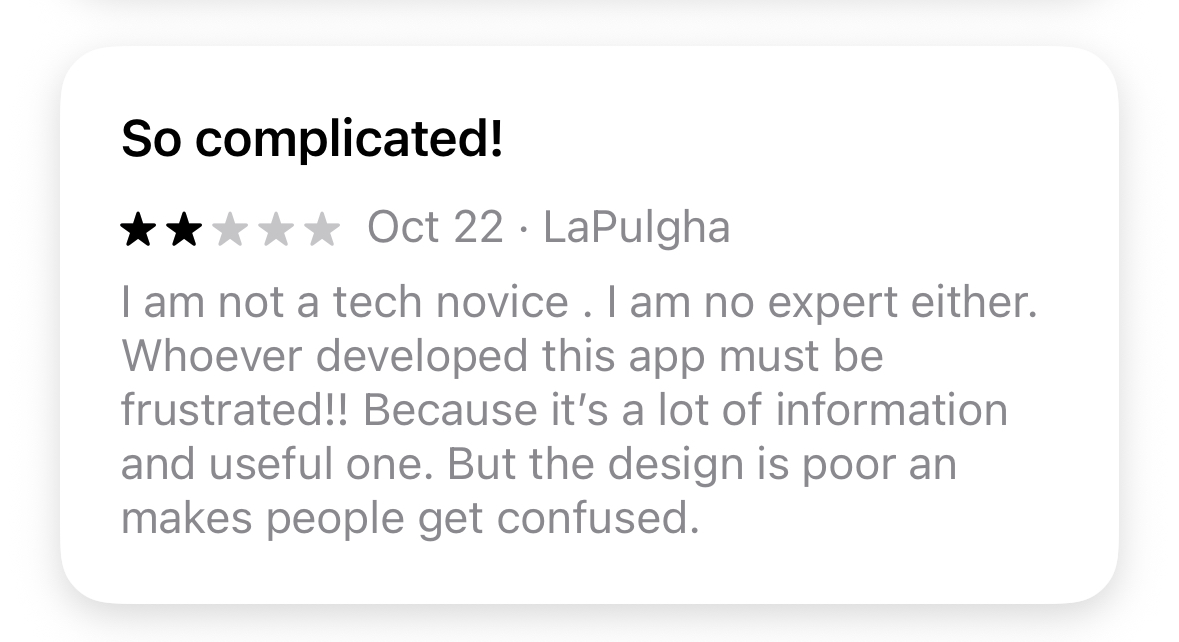 So complicated!
★★★★★ Oct 22 · LaPulgha
I am not a tech novice . I am no expert either.
Whoever developed this app must be
frustrated!! Because it’s a lot of information
and useful one. But the design is poor an
makes people get confused.